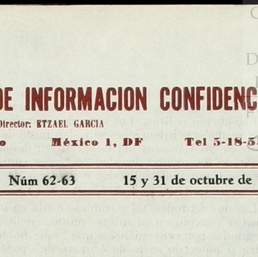 DE INFORMACION CONFIDENC
Director: ETZAEL GARCIA
México 1, DF Tel 5-18-5
Núm 62-63 15 y 31 de octubre de